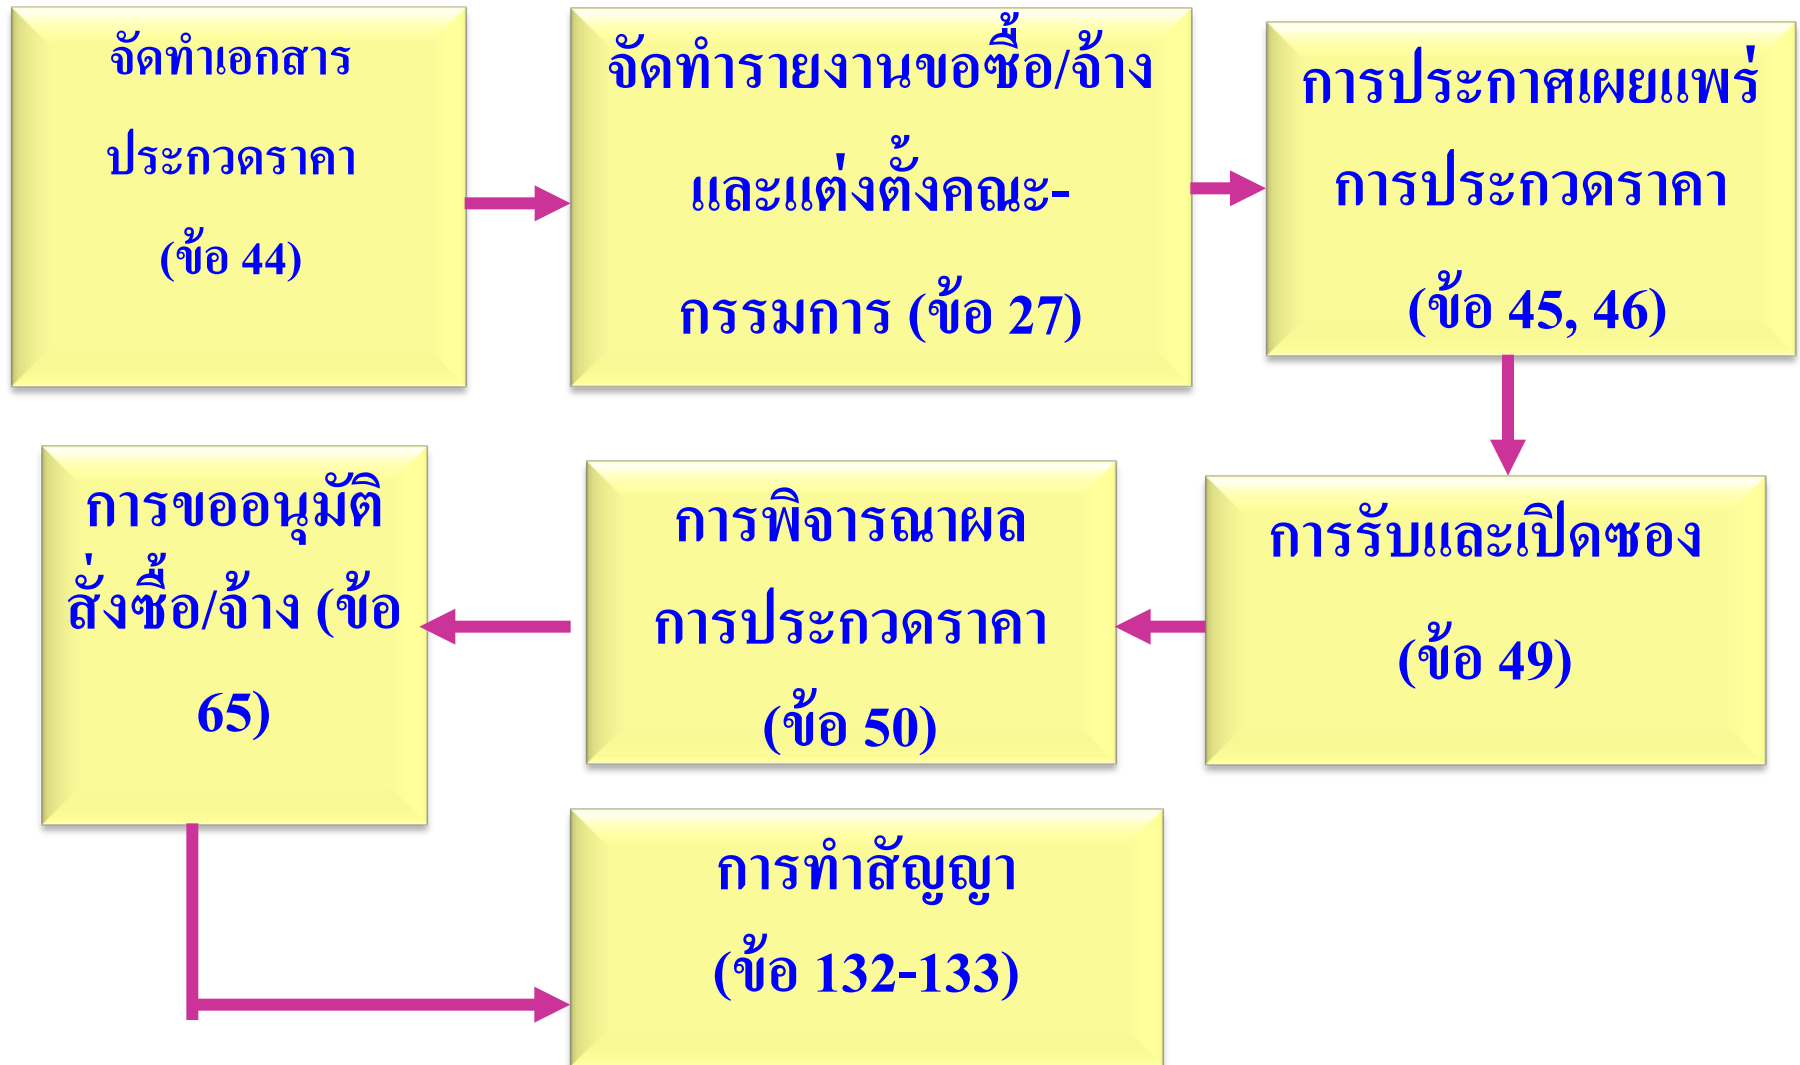 จัดทำเอกสาร
ประกวดราคา
(ข้อ 44)
จัดทำรายงานขอซื้อ/จ้าง
และแต่งตั้งคณะ-
กรรมการ (ข้อ 27)
การประกาศเผยแพร่
การประกวดราคา
(ข้อ 45, 46)
การรับและเปิดซอง
(ข้อ 49)
การพิจารณาผล
การประกวดราคา
(ข้อ 50)
การขออนุมัติ
สั่งซื้อ/จ้าง (ข้อ
65)
การทำสัญญา
(ข้อ 132-133)